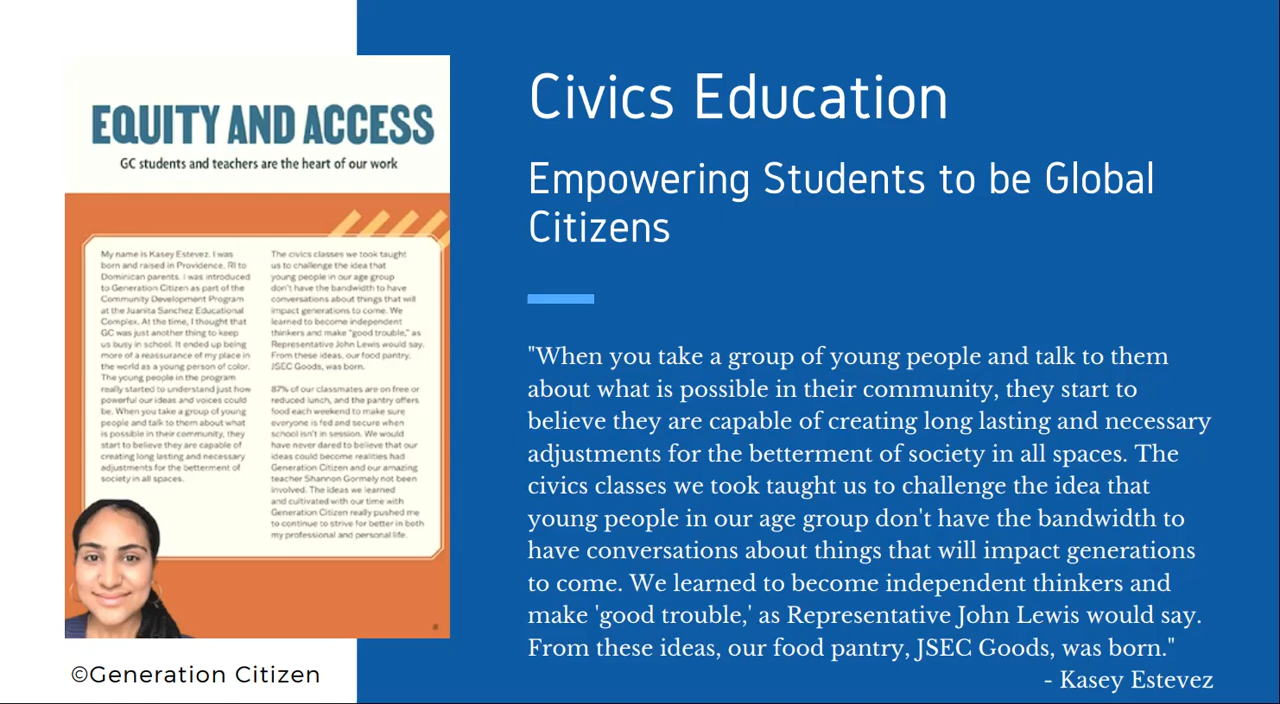 EQUITY AND ACCESS
GC students and teachers are the heart of our work
My name is Kasey Estevez. I was
born and raised in Providence, RI to
Dominican parents. I was introduced
to Generation Citizen as part of the
Community Development Program
at the Juanita Sanchez Educational
Complex. At the time, I thought that
GC was just another thing to keep
us busy in school. It ended up being
more of a reassurance of my place in
the world as a young person of color.
The young people in the program
really started to understand just how
powerful our ideas and voices could
be. When you take a group of young
people and talk to them about what
is possible in their community, they
start to believe they are capable of
creating long lasting and necessary
adjustments for the betterment of
society in all spaces.
The civics classes we took taught
us to challenge the idea that
young people in our age group
don't have the bandwidth to have
conversations about things that will
impact generations to come. We
learned to become independent
thinkers and make "good trouble," as
Representative John Lewis would say.
From these ideas, our food pantry,
JSEC Goods, was born.
87% of our classmates are on free or
reduced lunch, and the pantry offers
food each weekend to make sure
everyone is fed and secure when
school isn't in session. We would
have never dared to believe that our
ideas could become realities had
Generation Citizen and our amazing
teacher Shannon Gormely not been
involved. The ideas we learned
and cultivated with our time with
Generation Citizen really pushed me
to continue to strive for better in both
my professional and personal life.
©Generation Citizen
Civics Education
Empowering Students to be Global
Citizens
"When you take a group of young people and talk to them
about what is possible in their community, they start to
believe they are capable of creating long lasting and necessary
adjustments for the betterment of society in all spaces. The
civics classes we took taught us to challenge the idea that
young people in our age group don't have the bandwidth to
have conversations about things that will impact generations
to come. We learned to become independent thinkers and
make 'good trouble,' as Representative John Lewis would say.
From these ideas, our food pantry, JSEC Goods, was born."
- Kasey Estevez